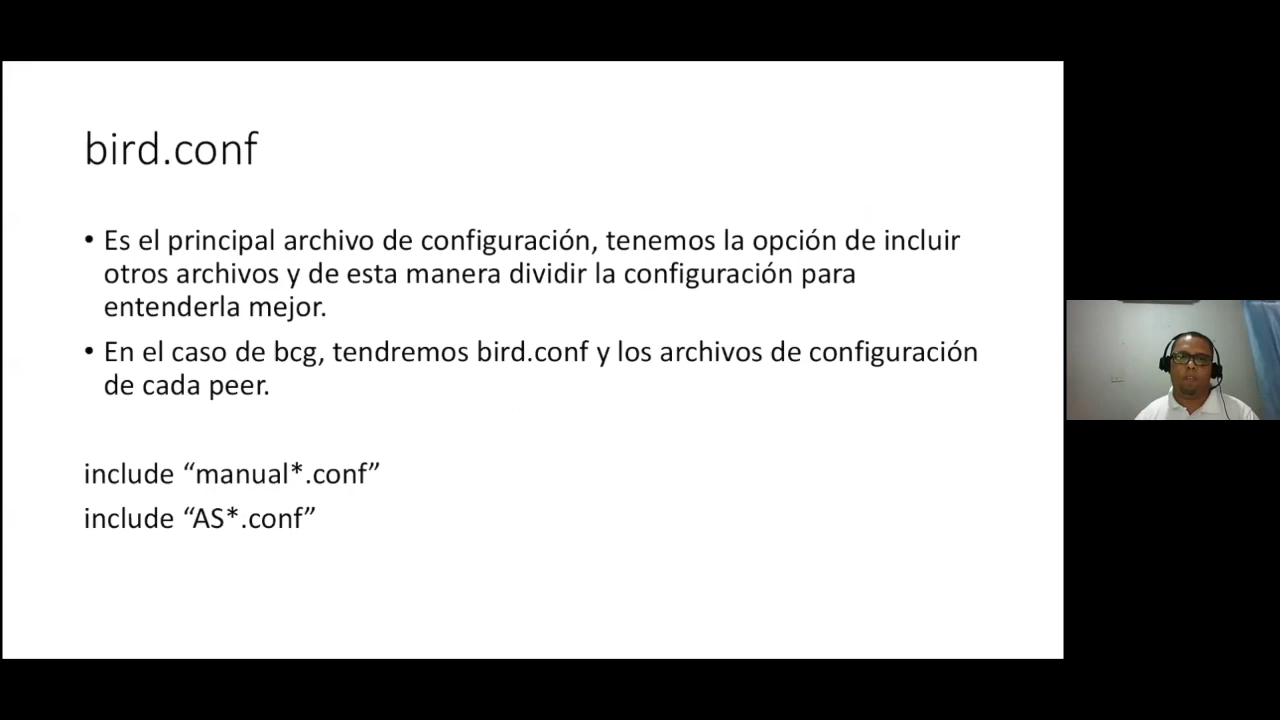 bird.conf
• Es el principal archivo de configuración, tenemos la opción de incluir
otros archivos y de esta manera dividir la configuración para
entenderla mejor.
• En el caso de bcg, tendremos bird.conf y los archivos de configuración
de cada peer.
include “manual*.conf”
include “AS*.conf”